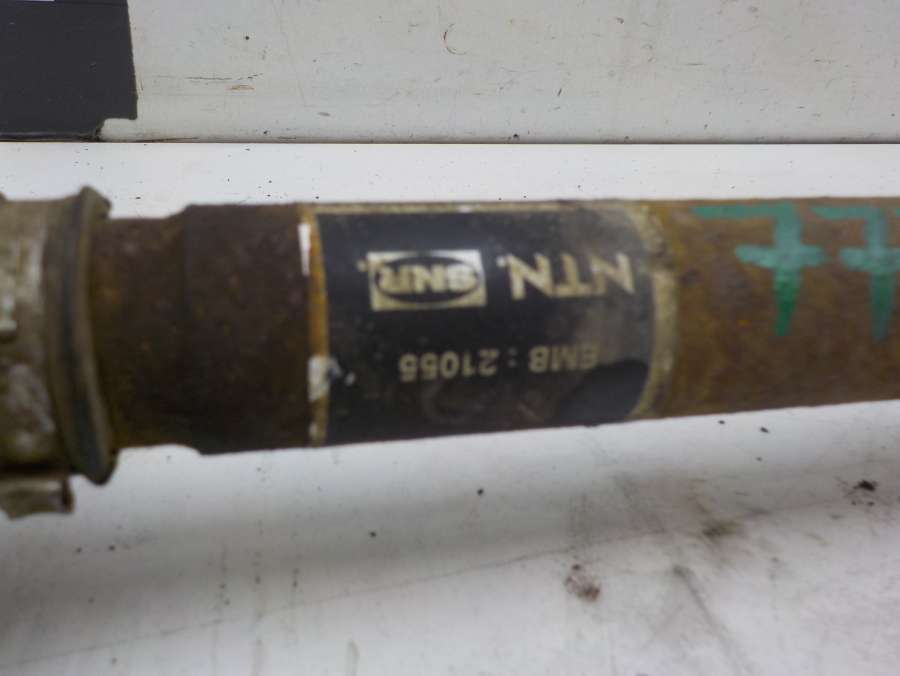 NTN. SNR.
EMB : 21055